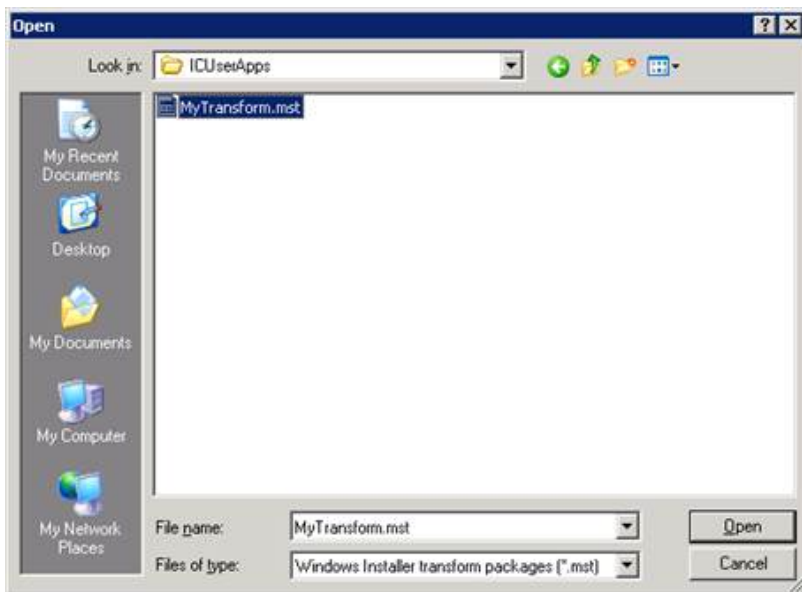 Open
Look in:
ICUserApps
MyTransform.mst
My Recent
Documents
Desktop
My Documents
My Computer
My Network
Places
File name:
MyTransform.mst
Open
Files of type:
Windows Installer transform packages (*.mst)
Cancel